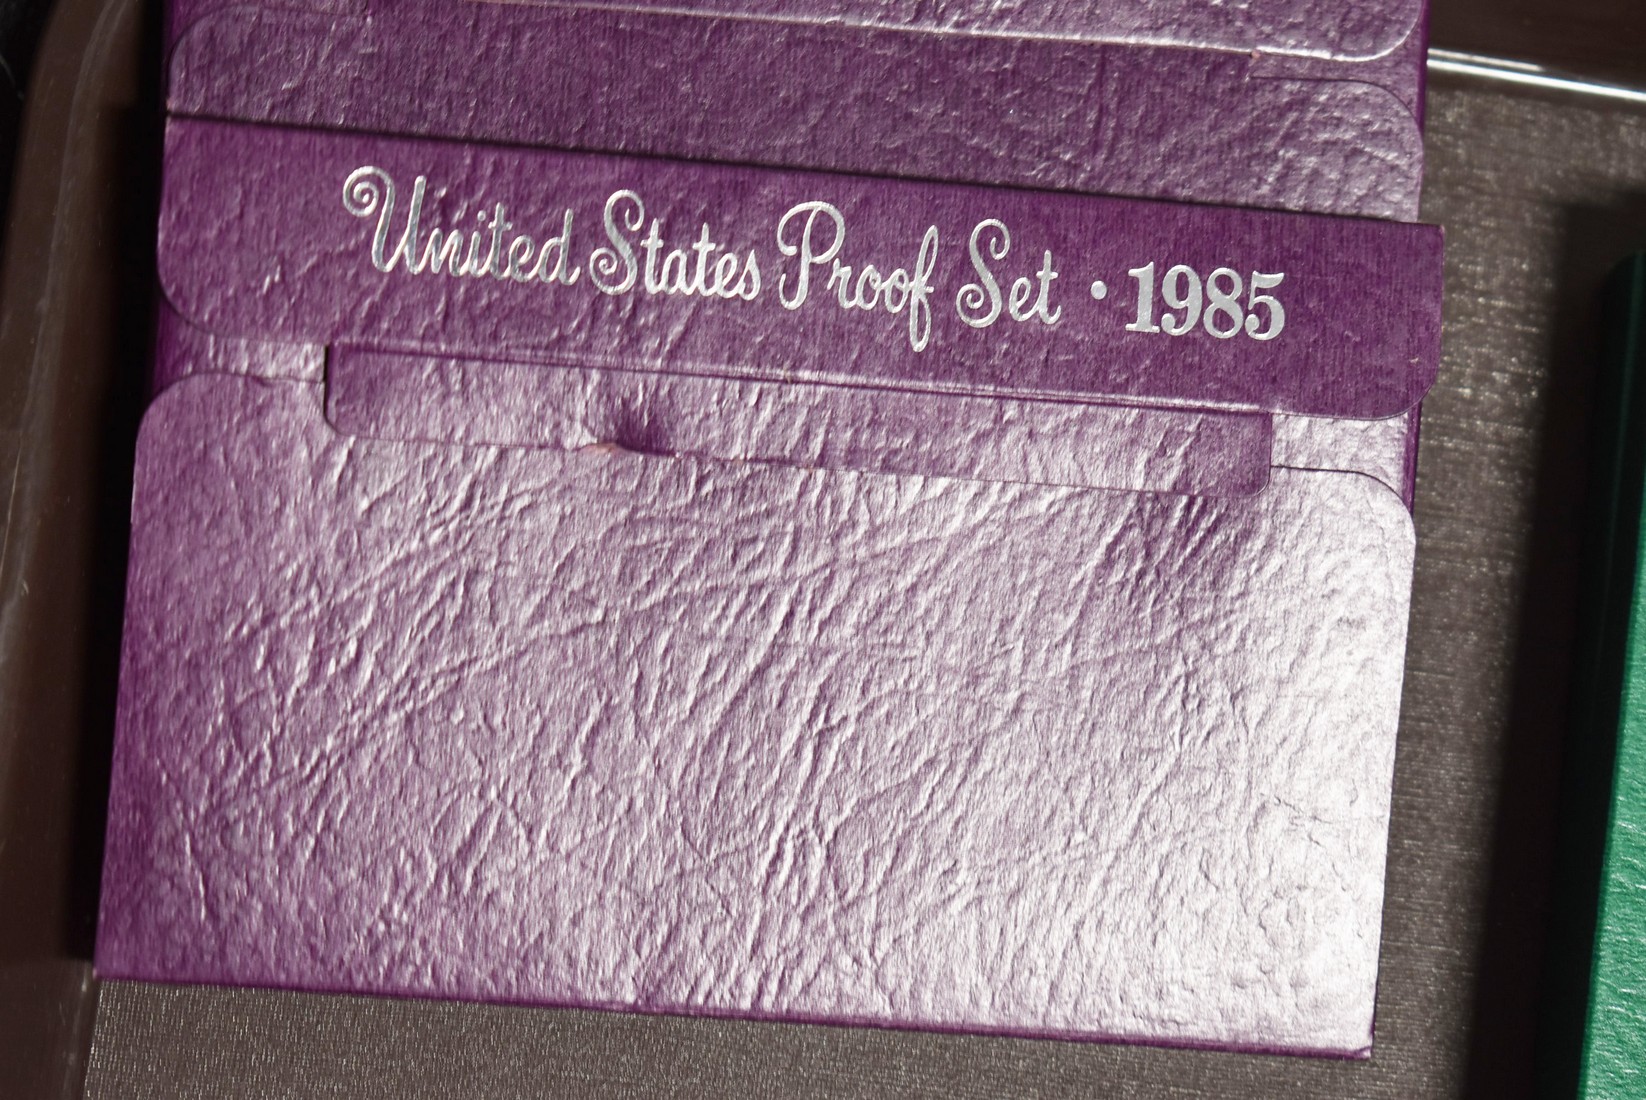 United States Proof Set · 1985